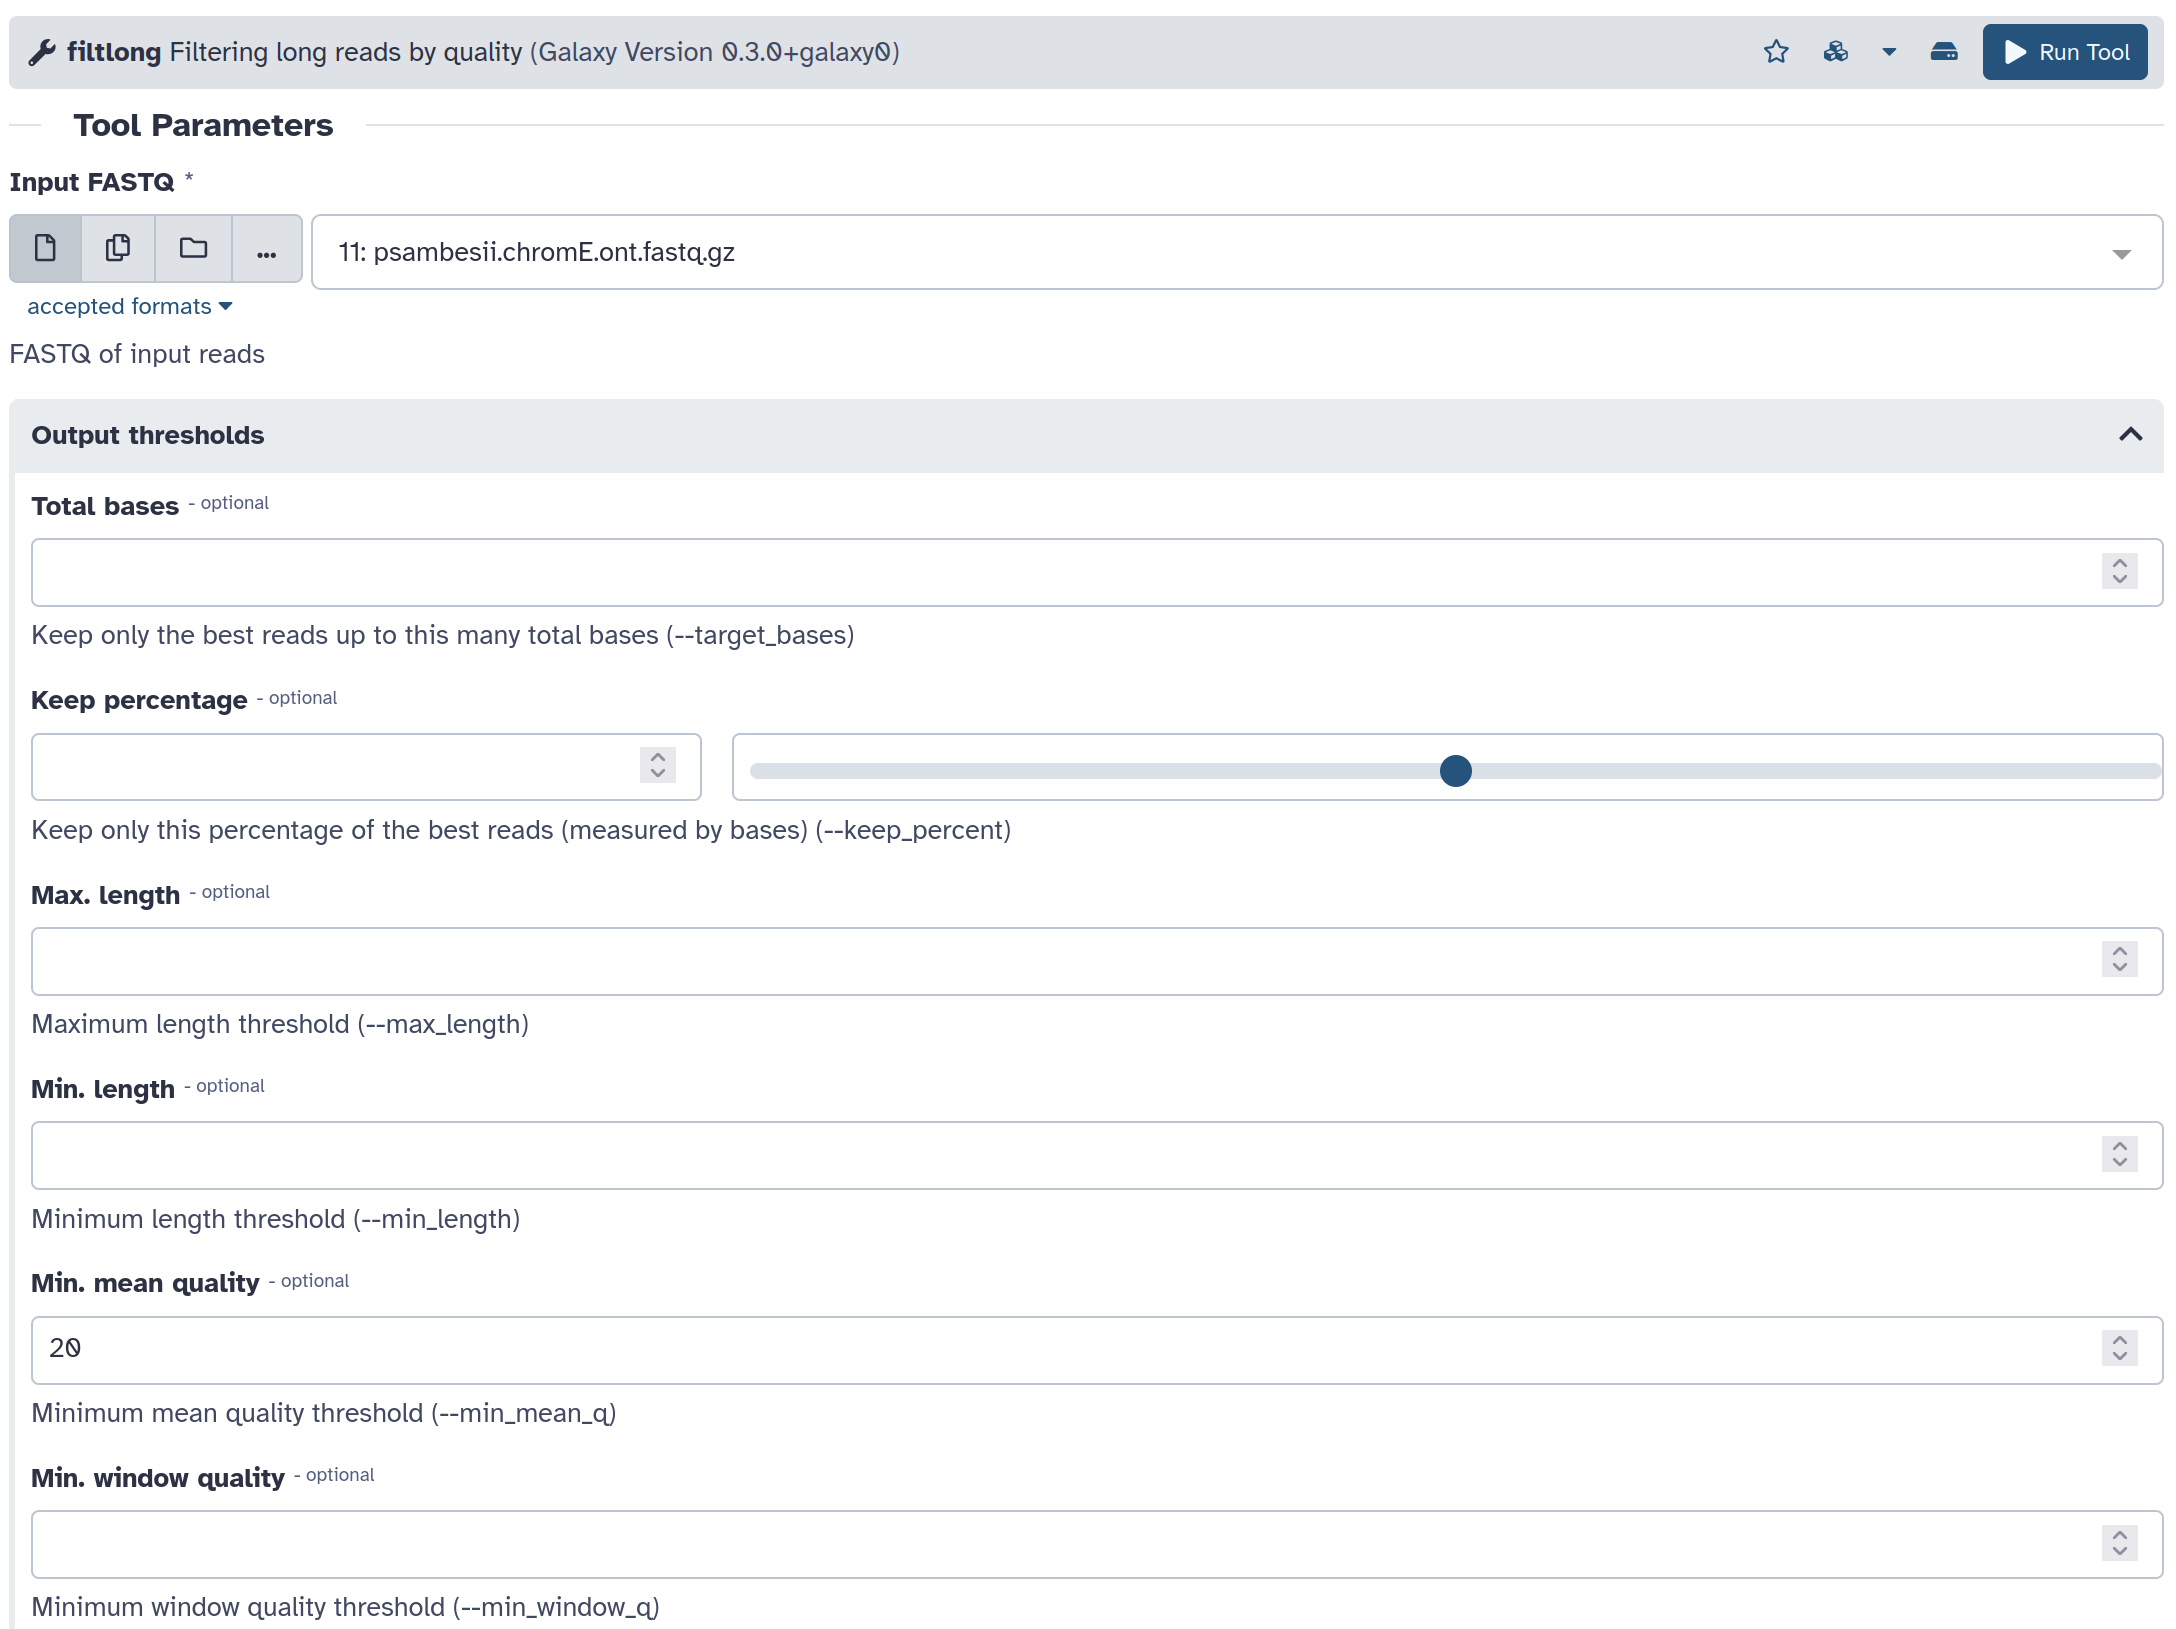 filtlong Filtering long reads by quality (Galaxy Version 0.3.0+galaxy0)
Run Tool
Tool Parameters
Input FASTQ *
... 11: psambesii.chromE.ont.fastq.gz
accepted formats
FASTQ of input reads
Output thresholds
Total bases - optional
Keep only the best reads up to this many total bases (--target_bases)
Keep percentage - optional
Keep only this percentage of the best reads (measured by bases) (--keep_percent)
Max. length - optional
Maximum length threshold (--max_length)
Min. length - optional
Minimum length threshold (--min_length)
Min. mean quality - optional
20
Minimum mean quality threshold (--min_mean_q)
Min. window quality - optional
Minimum window quality threshold (--min_window_q)